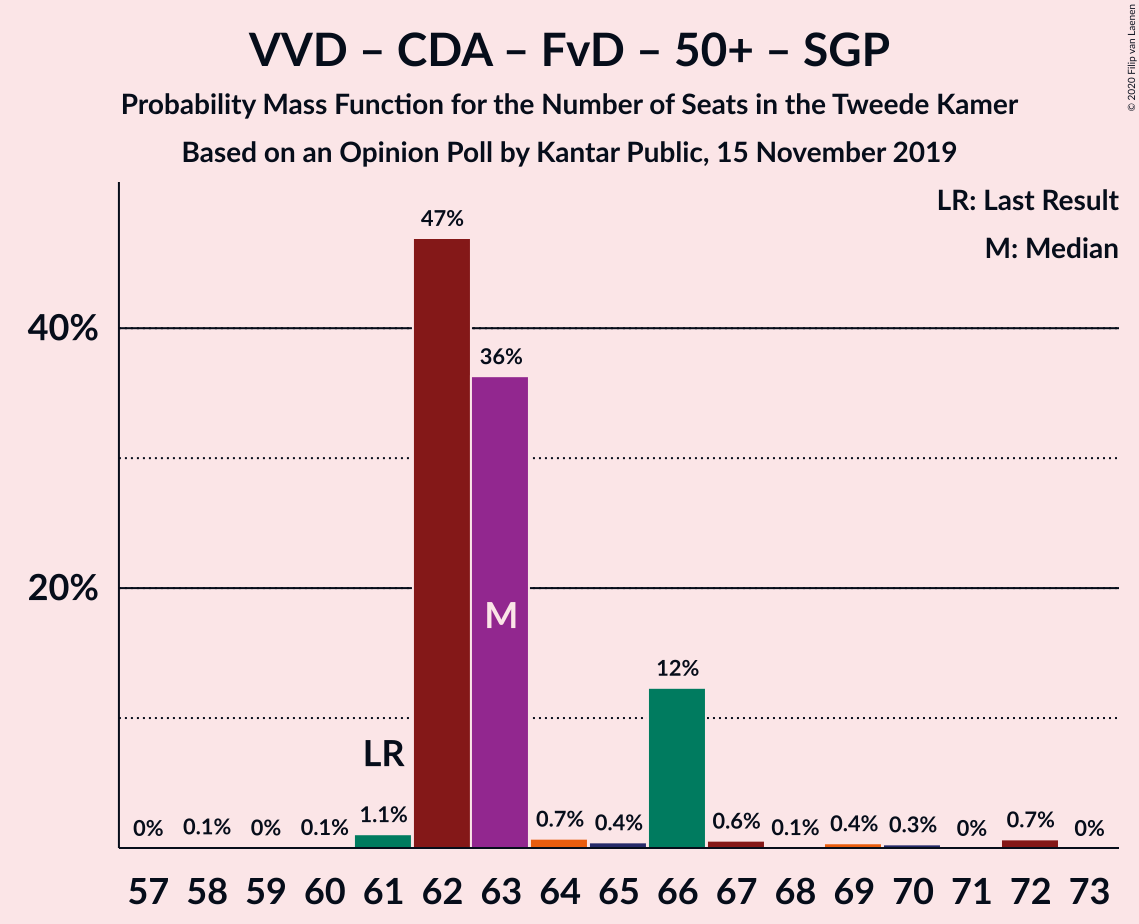 VVD – CDA – FvD – 50+ – SGP
Probability Mass Function for the Number of Seats in the Tweede Kamer
Based on an Opinion Poll by Kantar Public, 15 November 2019
© 2020 Filip van Laenen
LR: Last Result
M: Median
47%
40%
36%
20%
M
12%
LR
0% 0.1% 0% 0.1% 1.1% 0.7% 0.4% 0.6% 0.1% 0.4% 0.3% 0% 0.7% 0%
57 58 59 60 61 62 63 64 65 66 67 68 69 70 71 72 73